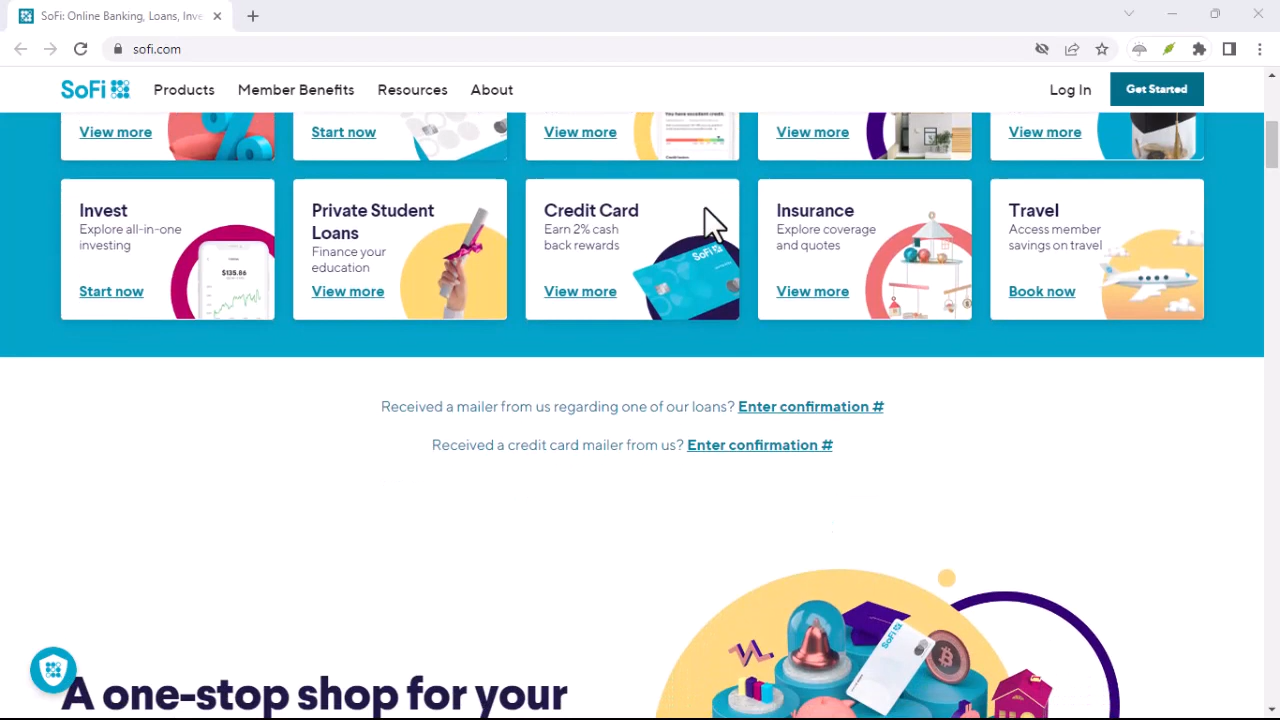 SoFi: Online Banking, Loans, Inve
sofi.com
SoFi
Products
Member Benefits
Resources
About
Log In
Get Started
View more
Start now
View more
View more
View more
Invest
Explore all-in-one
investing
$135.86
Start now
Private Student
Loans
Finance your
education
View more
Credit Card
Earn 2% cash
back rewards
SoFi
View more
Insurance
Explore coverage
and quotes
View more
Travel
Access member
savings on travel
Book now
Received a mailer from us regarding one of our loans? Enter confirmation #
Received a credit card mailer from us? Enter confirmation #
SoFi
A one-stop shop for your